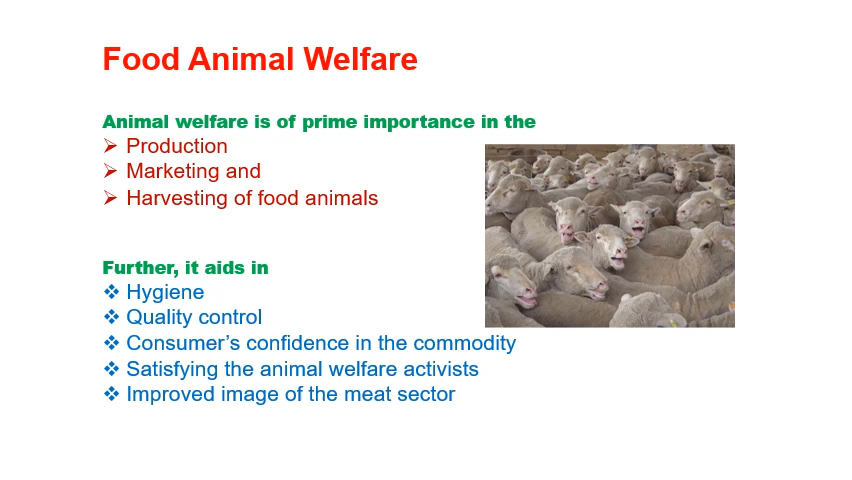 Food Animal Welfare
Animal welfare is of prime importance in the
➢ Production
➢ Marketing and
➢ Harvesting of food animals
Further, it aids in
❖ Hygiene
❖ Quality control
❖ Consumer’s confidence in the commodity
❖ Satisfying the animal welfare activists
❖ Improved image of the meat sector